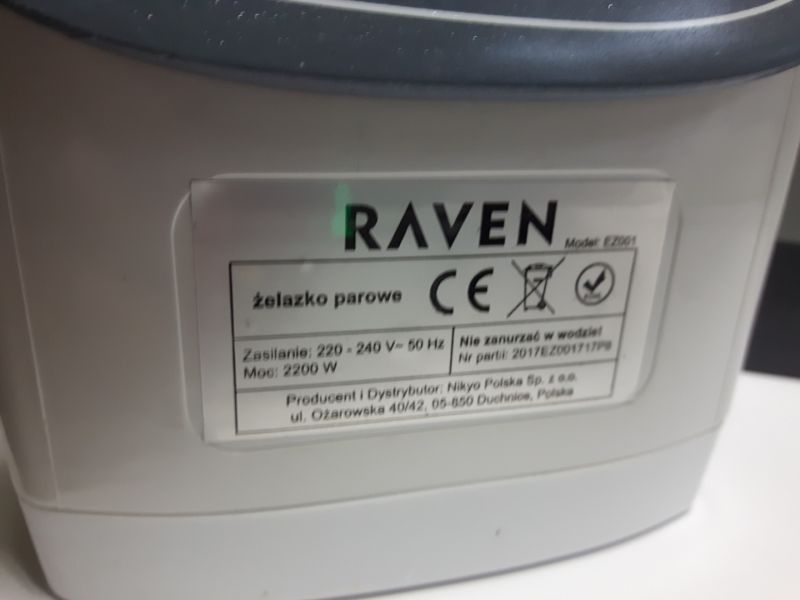 RAVEN
Model: EZ001
żelazko parowe
CE
Zasilanie: 220 - 240 V~ 50 Hz
Moc: 2200 W
Nie zanurzać w wodzie!
Nr partii: 2017EZ001717P8
Producent i Dystrybutor: Nikyo Polska Sp. z o.o.
ul. Ożarowska 40/42, 05-850 Duchnice, Polska